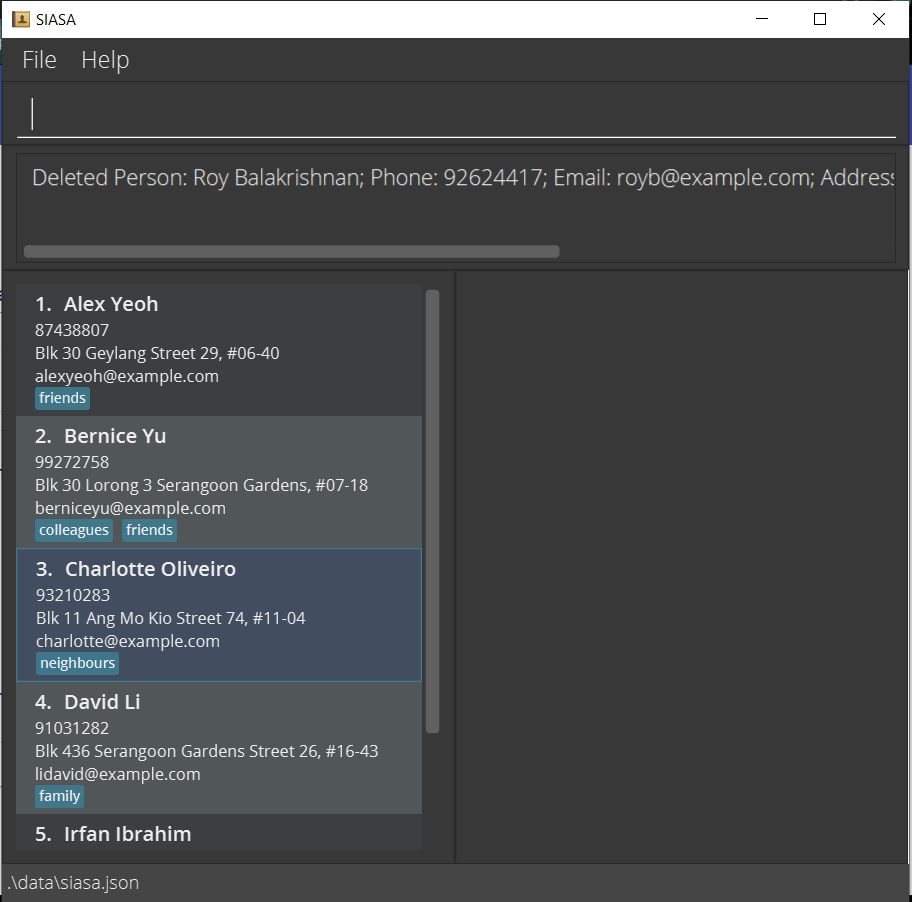 SIASA
File Help
Deleted Person: Roy Balakrishnan; Phone: 92624417; Email: royb@example.com; Address
1. Alex Yeoh
87438807
Blk 30 Geylang Street 29, #06-40
alexyeoh@example.com
friends
2. Bernice Yu
99272758
Blk 30 Lorong 3 Serangoon Gardens, #07-18
berniceyu@example.com
colleagues friends
3. Charlotte Oliveiro
93210283
Blk 11 Ang Mo Kio Street 74, #11-04
charlotte@example.com
neighbours
4. David Li
91031282
Blk 436 Serangoon Gardens Street 26, #16-43
lidavid@example.com
family
5. Irfan Ibrahim
.\data\siasa.json